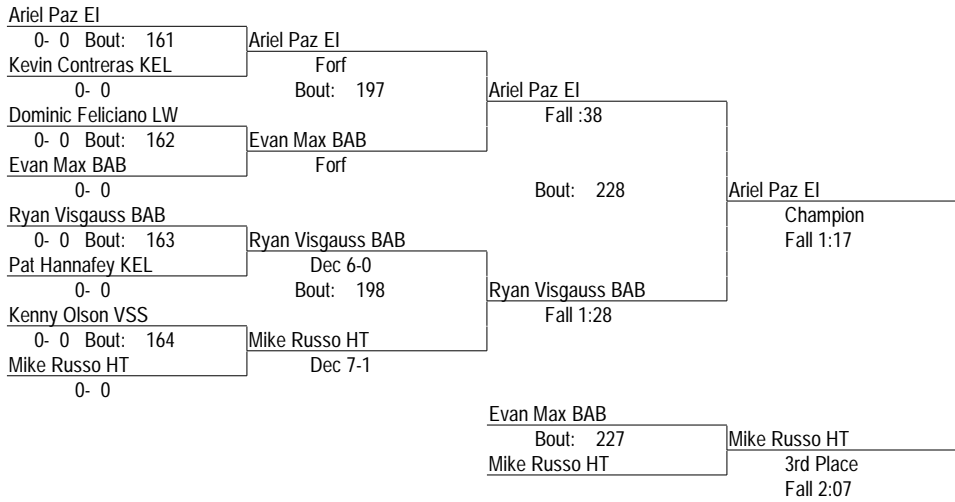 Ariel Paz EI
0- 0 Bout: 161
Ariel Paz EI
Kevin Contreras KEL
Forf
0- 0
Bout: 197
Ariel Paz EI
Dominic Feliciano LW
Fall :38
0- 0 Bout: 162
Evan Max BAB
Evan Max BAB
Forf
0- 0
Bout: 228
Ariel Paz EI
Ryan Visgauss BAB
Champion
0- 0 Bout: 163
Ryan Visgauss BAB
Fall 1:17
Pat Hannafey KEL
Dec 6-0
0- 0
Bout: 198
Ryan Visgauss BAB
Kenny Olson VSS
Fall 1:28
0- 0 Bout: 164
Mike Russo HT
Mike Russo HT
Dec 7-1
0- 0
Evan Max BAB
Bout: 227
Mike Russo HT
Mike Russo HT
3rd Place
Fall 2:07